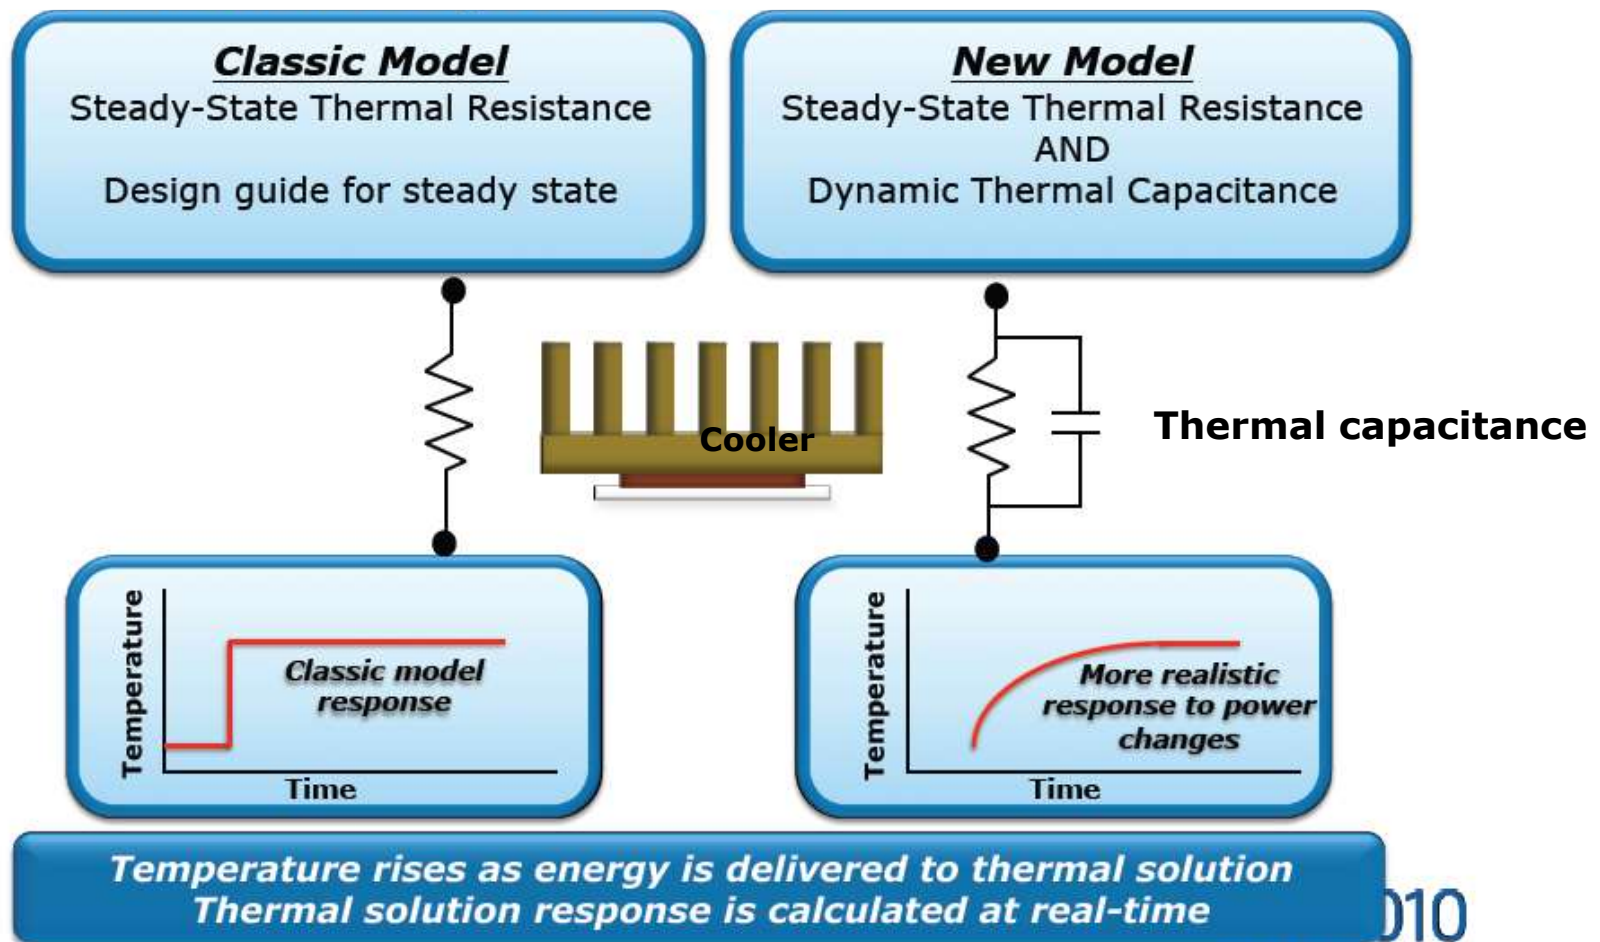 Classic Model
Steady-State Thermal Resistance
Design guide for steady state
New Model
Steady-State Thermal Resistance
AND
Dynamic Thermal Capacitance
Cooler
Thermal capacitance
Temperature
Classic model
response
Time
Temperature
More realistic
response to power
changes
Time
Temperature rises as energy is delivered to thermal solution
Thermal solution response is calculated at real-time
010